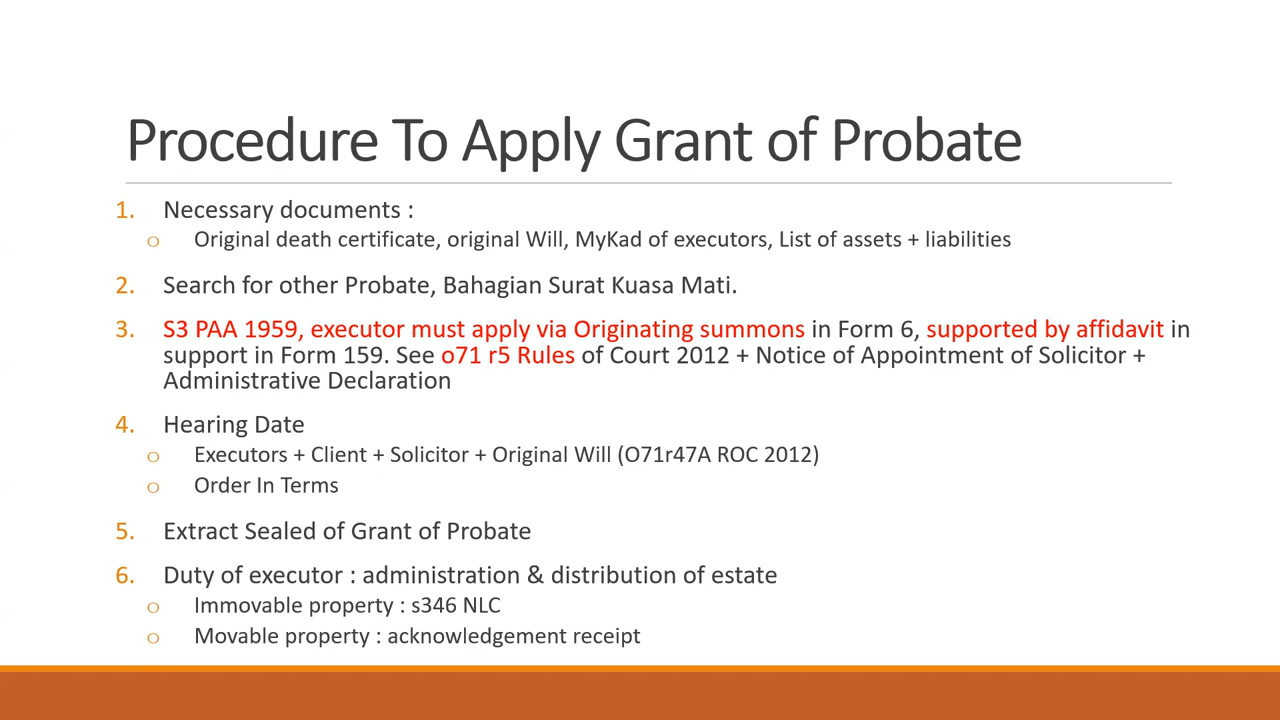 Procedure To Apply Grant of Probate
1. Necessary documents :
o Original death certificate, original Will, MyKad of executors, List of assets + liabilities
2. Search for other Probate, Bahagian Surat Kuasa Mati.
3. S3 PAA 1959, executor must apply via Originating summons in Form 6, supported by affidavit in
support in Form 159. See o71 r5 Rules of Court 2012 + Notice of Appointment of Solicitor +
Administrative Declaration
4. Hearing Date
o Executors + Client + Solicitor + Original Will (O71r47A ROC 2012)
o Order In Terms
5. Extract Sealed of Grant of Probate
6. Duty of executor : administration & distribution of estate
o Immovable property : s346 NLC
o Movable property : acknowledgement receipt